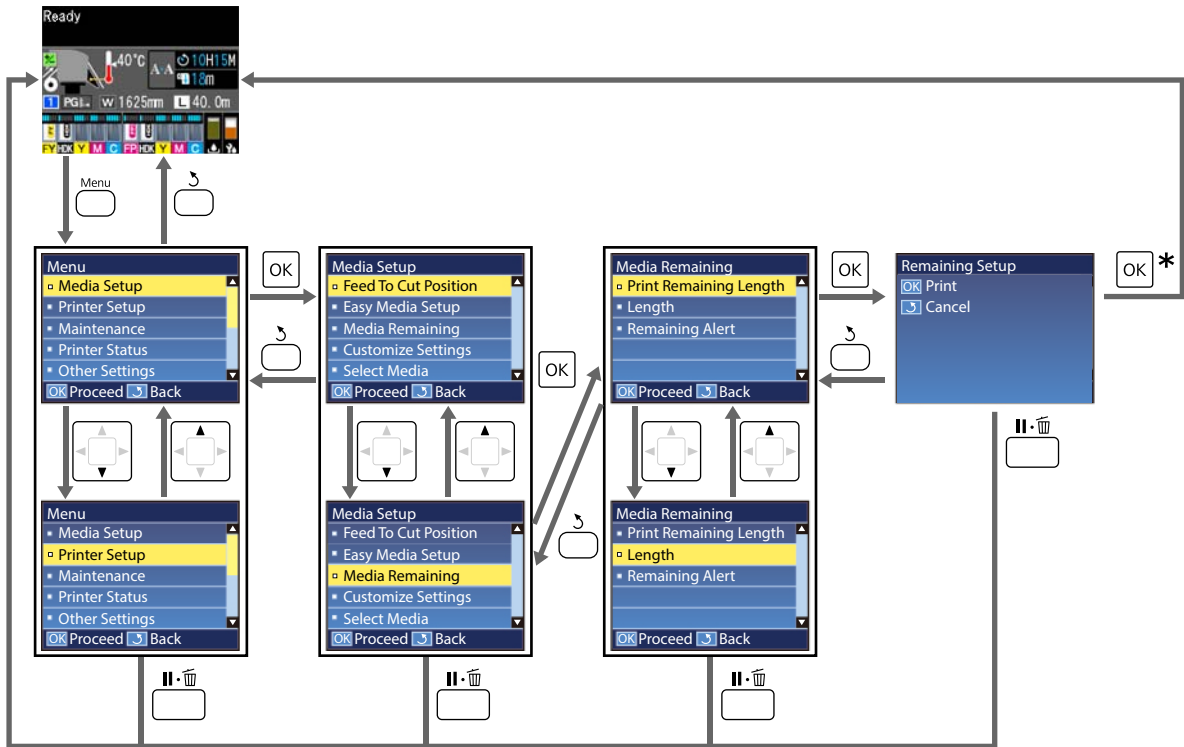 Ready
40°C
A·A
10H15M
18m
1 PG W 1625mm L 40.0m
FY HDK Y M C FP HDK Y M C
Menu
Menu
Media Setup
Printer Setup
Maintenance
Printer Status
Other Settings
OK Proceed Back
OK
Media Setup
Feed To Cut Position
Easy Media Setup
Media Remaining
Customize Settings
Select Media
OK Proceed Back
OK
Media Remaining
Print Remaining Length
Length
Remaining Alert
OK Proceed Back
OK
Remaining Setup
OK Print
Cancel
OK *
Menu
Media Setup
Printer Setup
Maintenance
Printer Status
Other Settings
OK Proceed Back
Media Setup
Feed To Cut Position
Easy Media Setup
Media Remaining
Customize Settings
Select Media
OK Proceed Back
Media Remaining
Print Remaining Length
Length
Remaining Alert
OK Proceed Back